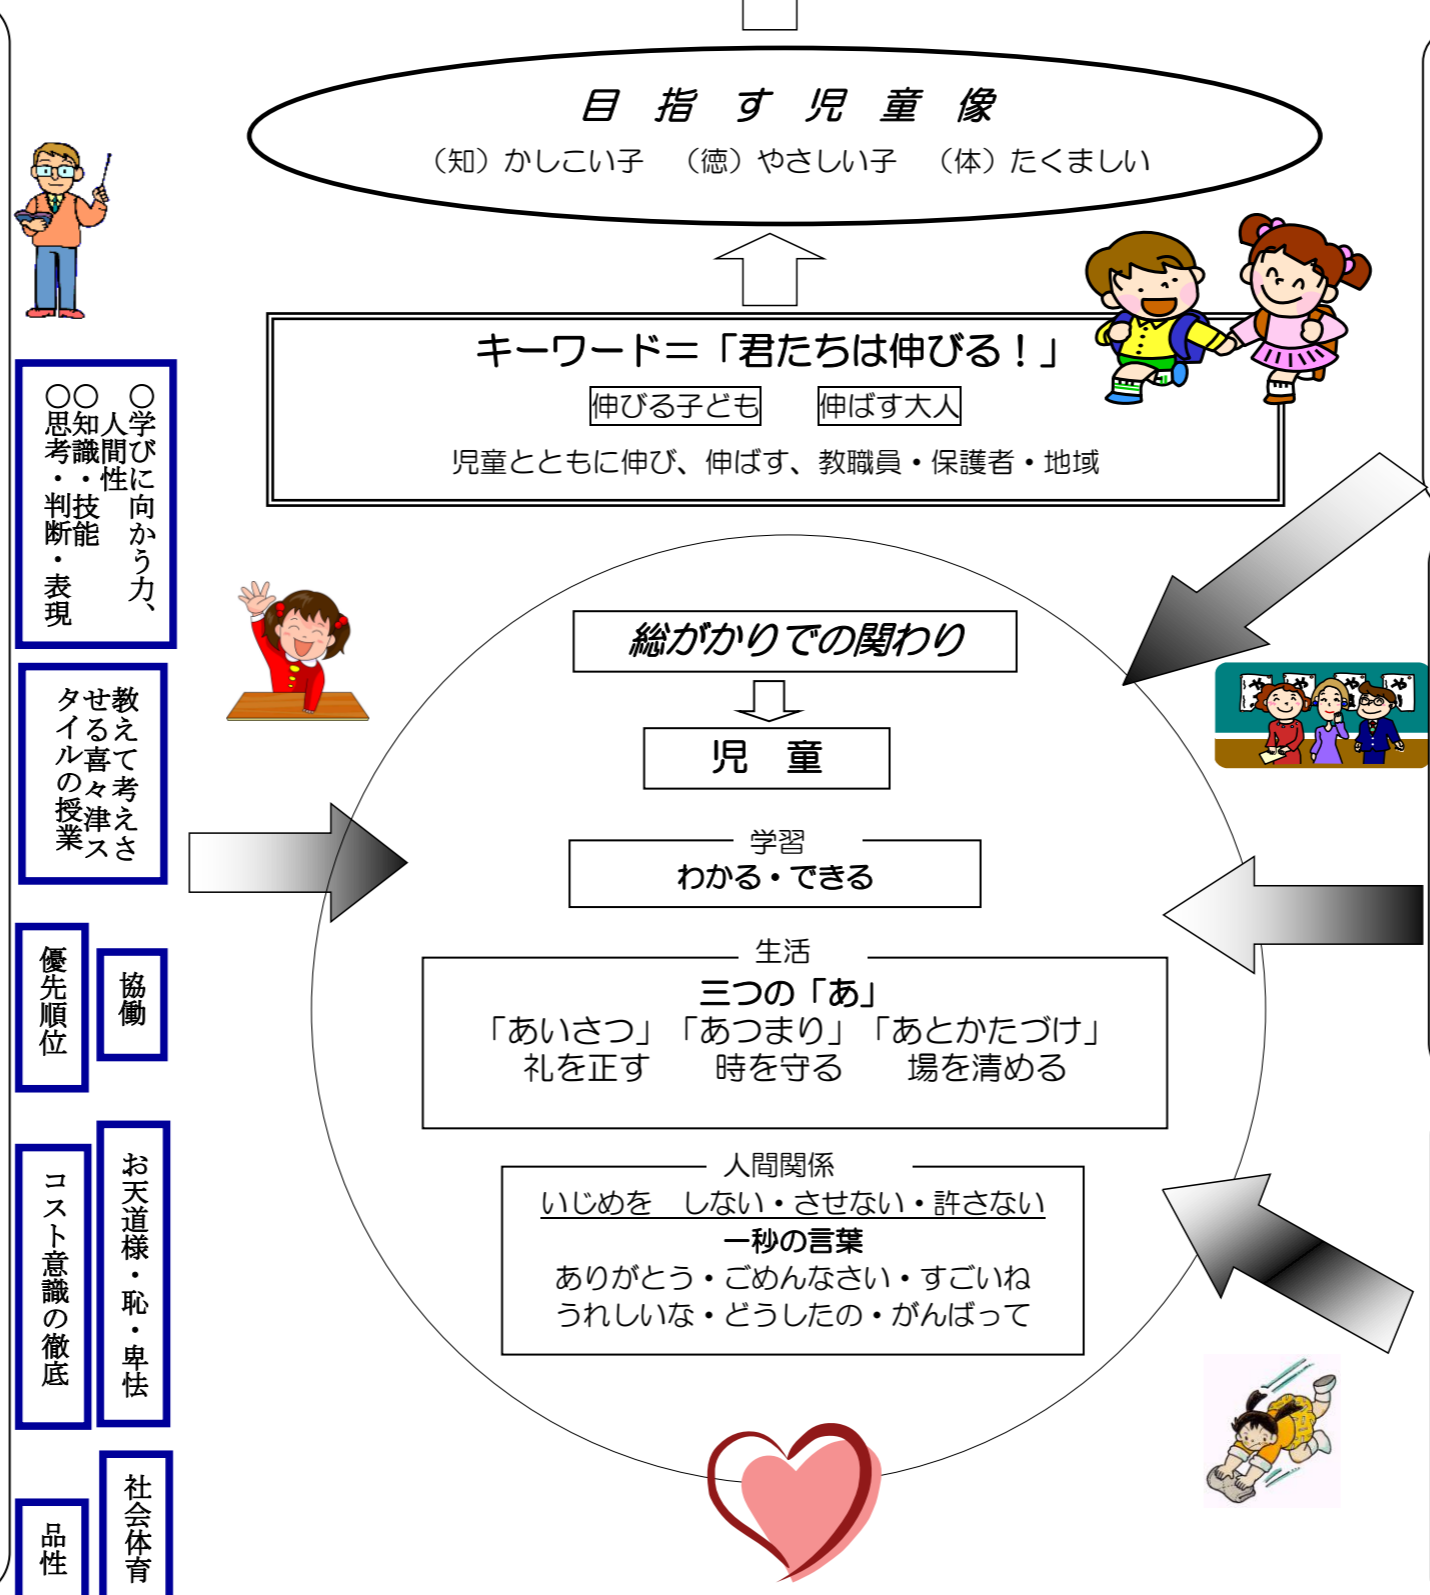 目指す児童像
（知）かしこい子　（徳）やさしい子　（体）たくましい
キーワード＝「君たちは伸びる！」
伸びる子ども　伸ばす大人
児童とともに伸び、伸ばす、教職員・保護者・地域
○学びに向かう力、
人間性
○知識・技能
○思考・判断・表現
教えて考えさ
せる喜々津ス
タイルの授業
協働
優先順位
お天道様・恥・卑怯
コスト意識の徹底
社会体育
品性
総がかりでの関わり
児童
学習
わかる・できる
生活
三つの「あ」
「あいさつ」「あつまり」「あとかたづけ」
礼を正す　時を守る　場を清める
人間関係
いじめを　しない・させない・許さない
一秒の言葉
ありがとう・ごめんなさい・すごいね
うれしいな・どうしたの・がんばって